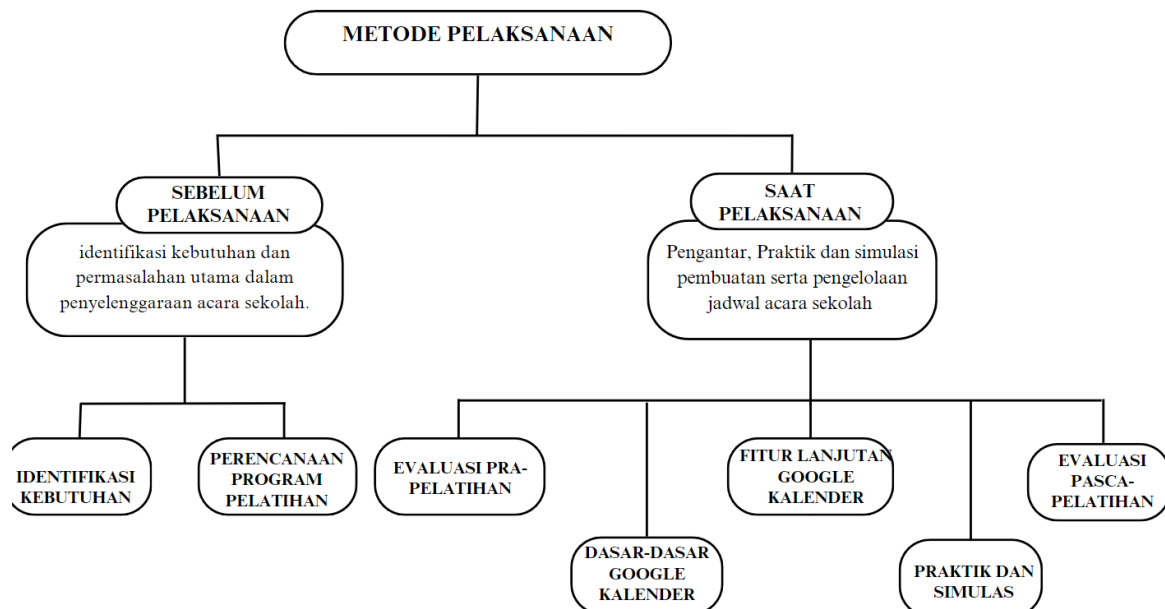 METODE PELAKSANAAN
SEBELUM
PELAKSANAAN
identifikasi kebutuhan dan
permasalahan utama dalam
penyelenggaraan acara sekolah.
SAAT
PELAKSANAAN
Pengantar, Praktik dan simulasi
pembuatan serta pengelolaan
jadwal acara sekolah
IDENTIFIKASI
KEBUTUHAN
PERENCANAAN
PROGRAM
PELATIHAN
EVALUASI PRA-
PELATIHAN
DASAR-DASAR
GOOGLE
KALENDER
FITUR LANJUTAN
GOOGLE
KALENDER
PRAKTIK DAN
SIMULAS
EVALUASI
PASCA-
PELATIHAN